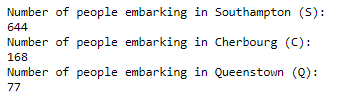 Number of people embarking in Southampton (S):
644
Number of people embarking in Cherbourg (C):
168
Number of people embarking in Queenstown (Q):
77